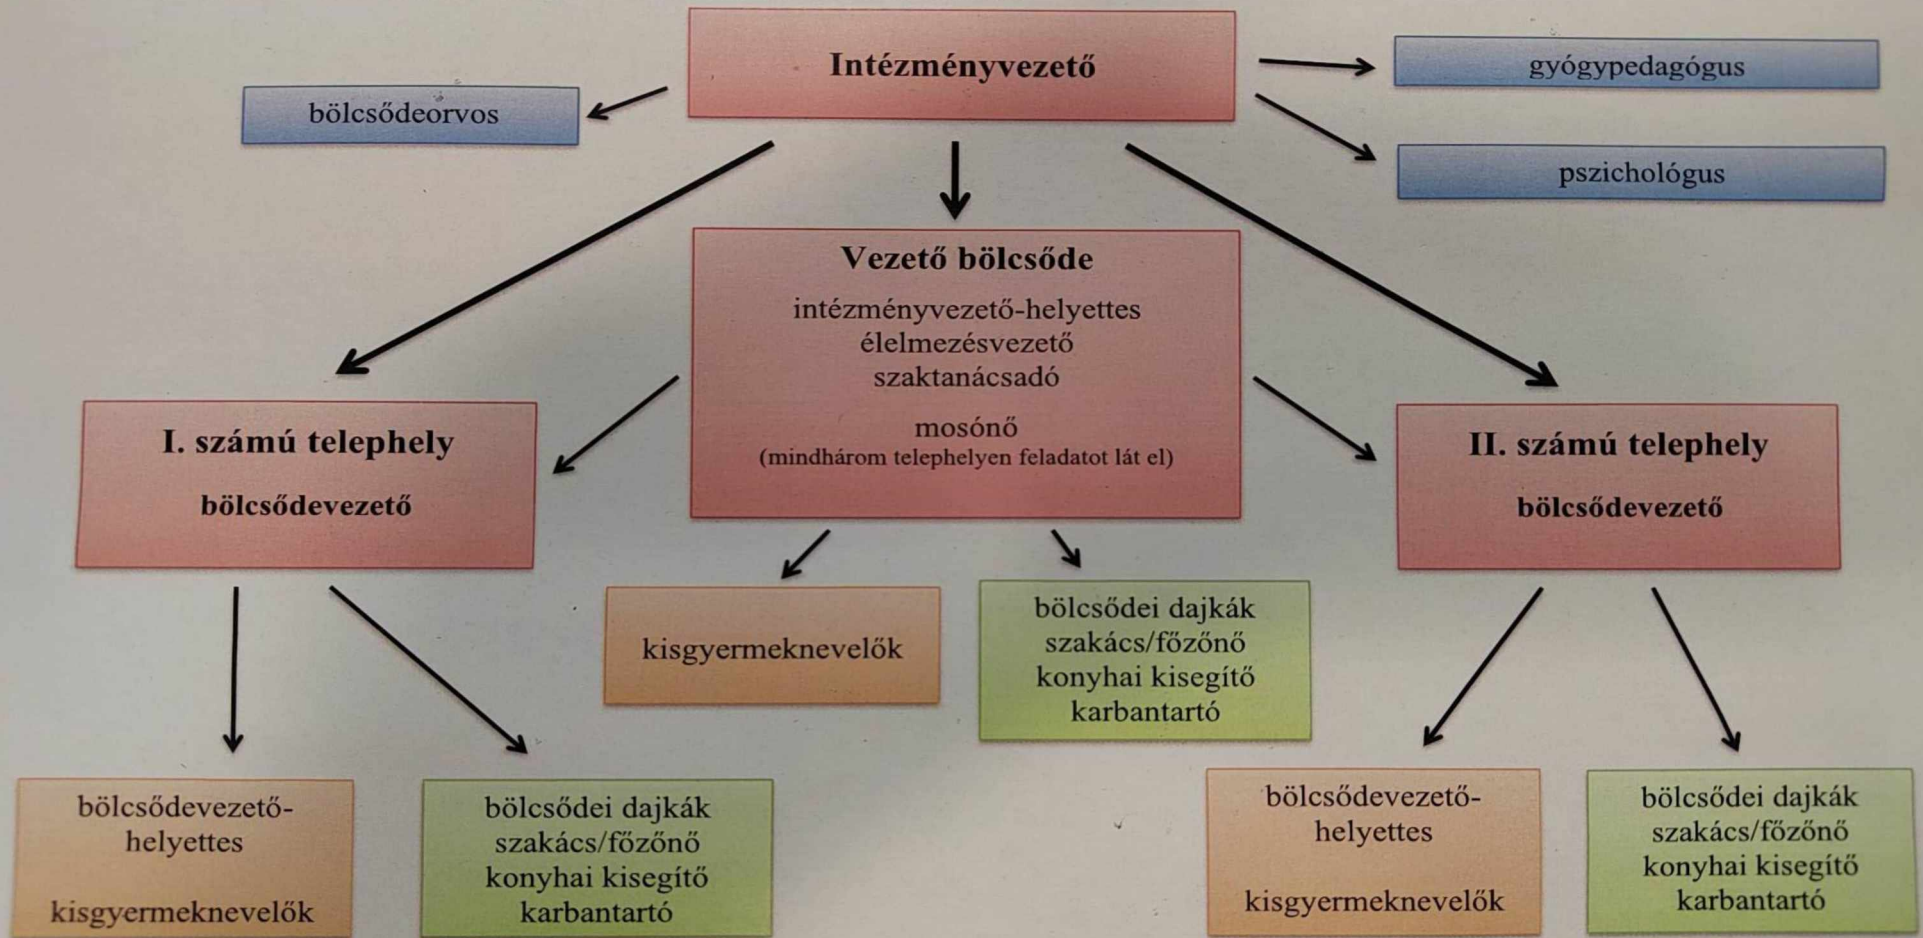 Intézményvezető
gyógypedagógus
bölcsődeorvos
pszichológus
Vezető bölcsőde
intézményvezető-helyettes
élelmezésvezető
szaktanácsadó
mosónő
(mindhárom telephelyen feladatot lát el)
I. számú telephely
bölcsődevezető
II. számú telephely
bölcsődevezető
kisgyermeknevelők
bölcsődei dajkák
szakács/főzőnő
konyhai kisegítő
karbantartó
bölcsődevezető-
helyettes
kisgyermeknevelők
bölcsődei dajkák
szakács/főzőnő
konyhai kisegítő
karbantartó
bölcsődevezető-
helyettes
kisgyermeknevelők
bölcsődei dajkák
szakács/főzőnő
konyhai kisegítő
karbantartó